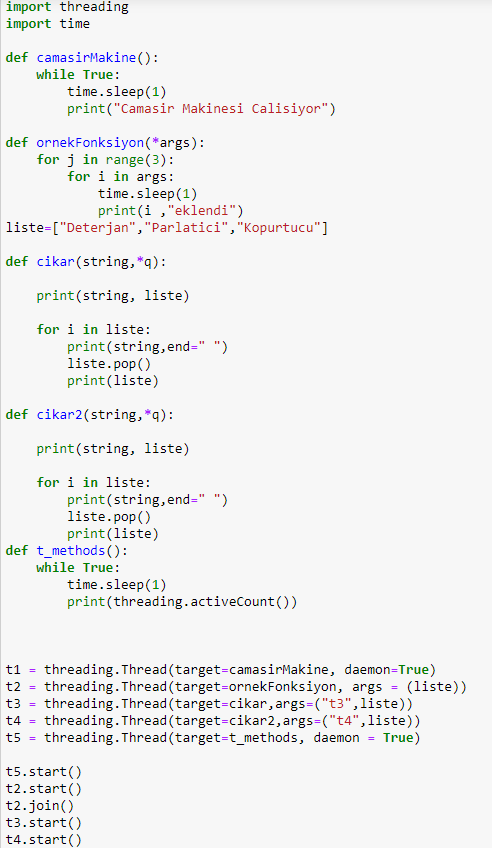 import threading
import time

def camasirMakine():
    while True:
        time.sleep(1)
        print("Camasir Makinesi Calisiyor")

def ornekFonksiyon(*args):
    for j in range(3):
        for i in args:
            time.sleep(1)
            print(i ,"eklendi")
liste=["Deterjan","Parlatici","Kopurtucu"]

def cikar(string,*q):

    print(string, liste)

    for i in liste:
        print(string,end=" ")
        liste.pop()
        print(liste)

def cikar2(string,*q):

    print(string, liste)

    for i in liste:
        print(string,end=" ")
        liste.pop()
        print(liste)
def t_methods():
    while True:
        time.sleep(1)
        print(threading.activeCount())

t1 = threading.Thread(target=camasirMakine, daemon=True)
t2 = threading.Thread(target=ornekFonksiyon, args = (liste))
t3 = threading.Thread(target=cikar,args=("t3",liste))
t4 = threading.Thread(target=cikar2,args=("t4",liste))
t5 = threading.Thread(target=t_methods, daemon = True)

t5.start()
t2.start()
t2.join()
t3.start()
t4.start()